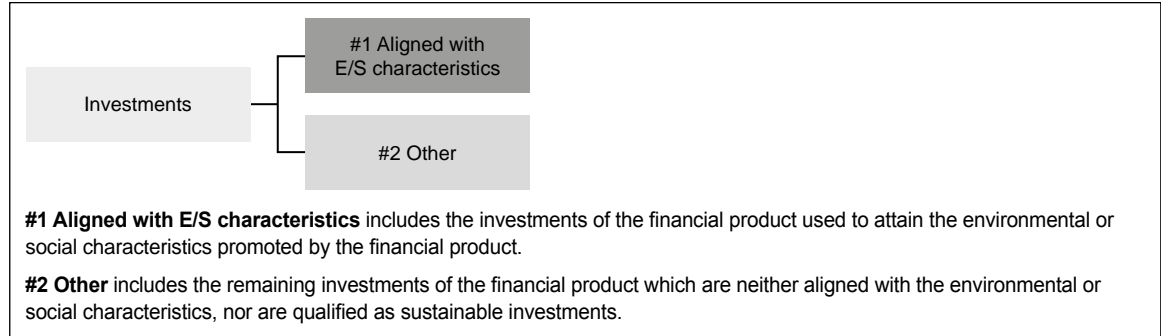 #1 Aligned with
E/S characteristics
Investments
#2 Other
#1 Aligned with E/S characteristics includes the investments of the financial product used to attain the environmental or
social characteristics promoted by the financial product.
#2 Other includes the remaining investments of the financial product which are neither aligned with the environmental or
social characteristics, nor are qualified as sustainable investments.